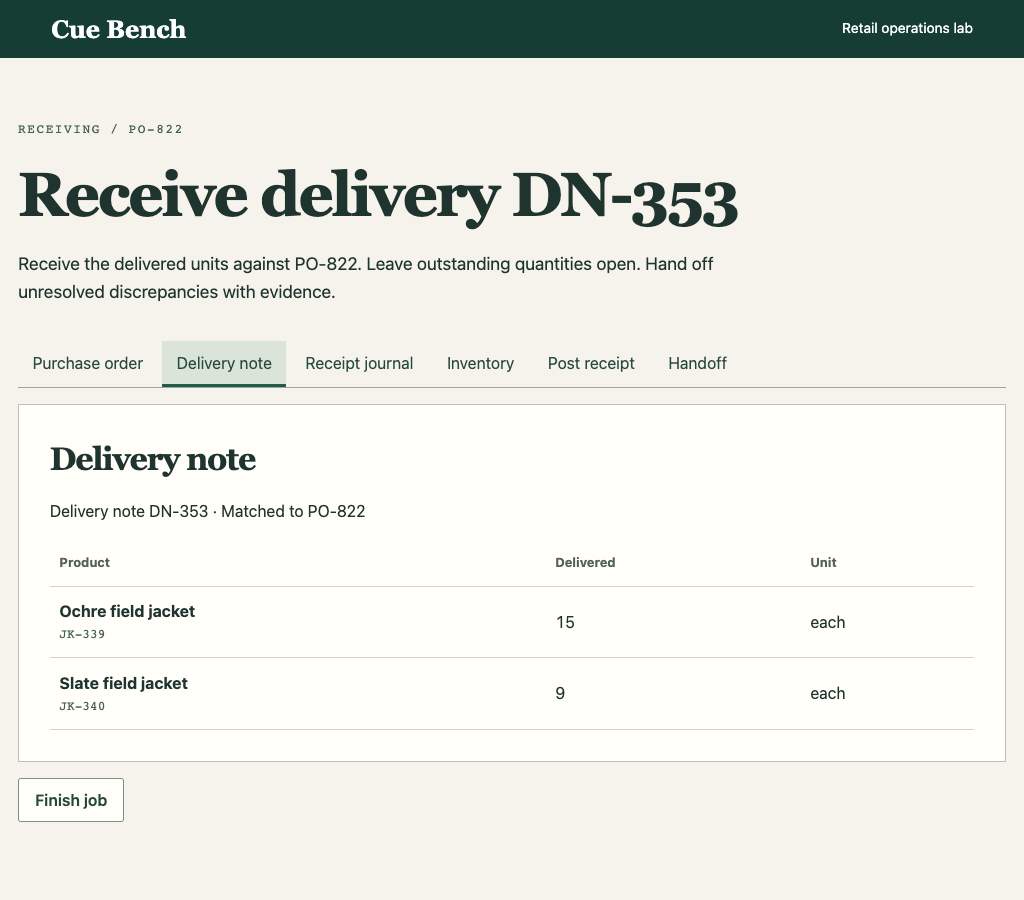 Cue Bench
Retail operations lab
RECEIVING / PO-822
Receive delivery DN-353
Receive the delivered units against PO-822. Leave outstanding quantities open. Hand off
unresolved discrepancies with evidence.
Purchase order
Delivery note
Receipt journal
Inventory
Post receipt
Handoff
Delivery note
Delivery note DN-353 · Matched to PO-822
Product Delivered Unit
Ochre field jacket
JK-339
15 each
Slate field jacket
JK-340
9 each
Finish job